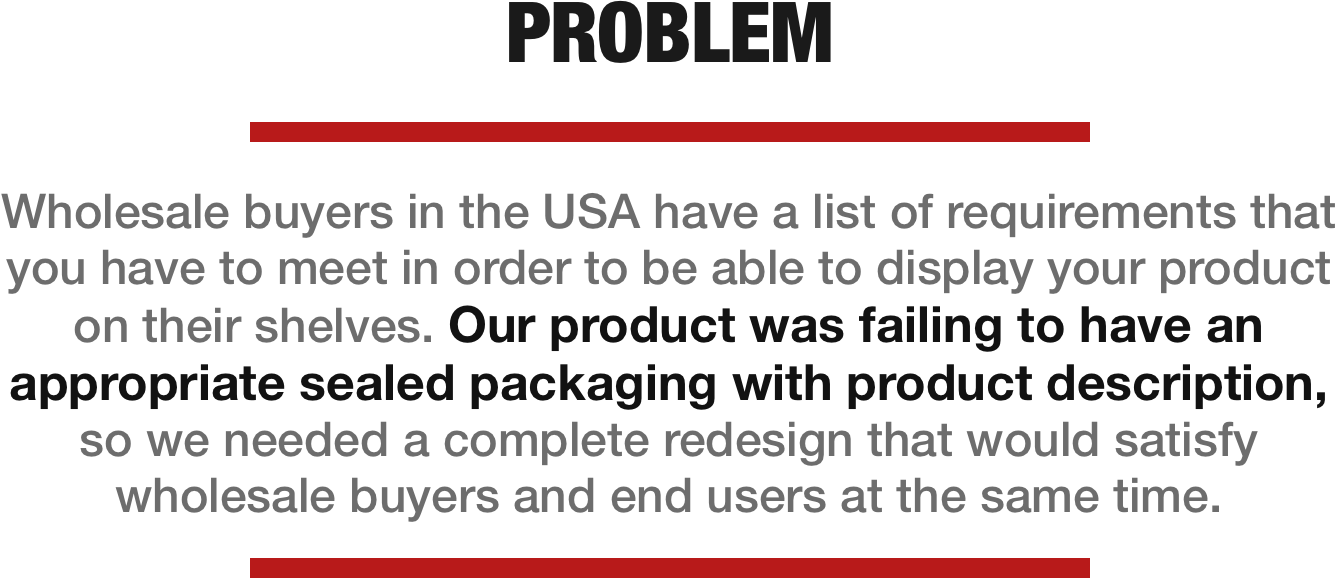 PROBLEM
Wholesale buyers in the USA have a list of requirements that
you have to meet in order to be able to display your product
on their shelves. Our product was failing to have an
appropriate sealed packaging with product description,
so we needed a complete redesign that would satisfy
wholesale buyers and end users at the same time.